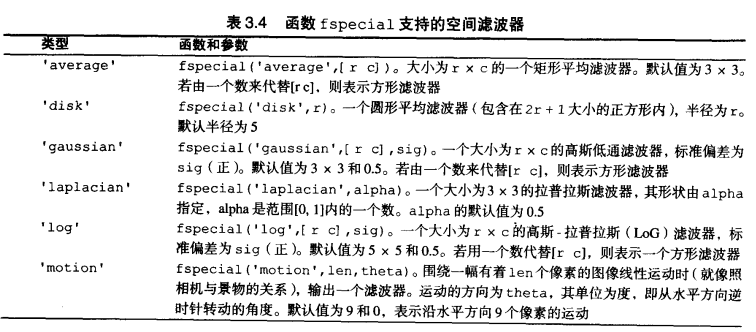 表 3.4 函数 fspecial 支持的空间滤波器
类型 函数和参数
'average' fspecial('average',[ r c])。大小为 r × c 的一个矩形平均滤波器。默认值为 3 × 3。
若由一个数来代替[r c], 则表示方形滤波器
'disk' fspecial('disk',r)。一个圆形平均滤波器（包含在 2r + 1 大小的正方形内），半径为 r。
默认半径为 5
'gaussian' fspecial('gaussian',[ r c],sig)。一个大小为 r × c 的高斯低通滤波器，标准偏差为
sig（正）。默认值为 3 × 3 和 0.5。若由一个数来代替[r c]，则表示方形滤波器
'laplacian' fspecial('laplacian',alpha)。一个大小为 3 × 3 的拉普拉斯滤波器，其形状由 alpha
指定，alpha 是范围[0, 1]内的一个数。alpha 的默认值为 0.5
'log' fspecial('log',[ r c],sig)。一个大小为 r × c 的高斯 - 拉普拉斯（LoG）滤波器，标
准偏差为 sig（正）。默认值为 5 × 5 和 0.5。若用一个数代替[r c]，则表示一个方形滤波器
'motion' fspecial('motion',len,theta)。围绕一幅有着 len 个像素的图像线性运动时（就像照
相机与景物的关系），输出一个滤波器。运动的方向为 theta，其单位为度，即从水平方向逆
时针转动的角度。默认值为 9 和 0，表示沿水平方向 9 个像素的运动